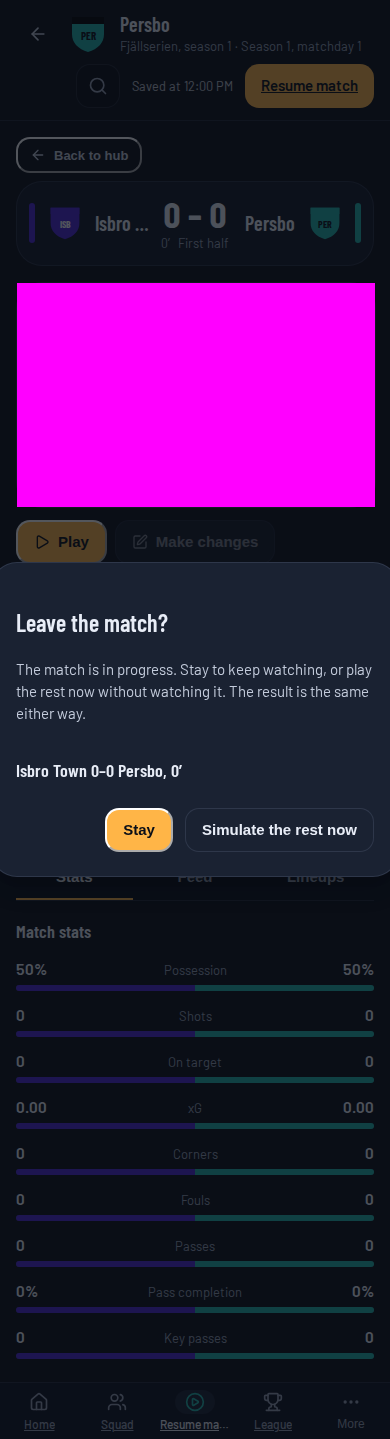 PER
Persbo
Fjällserien, season 1 · Season 1, matchday 1
Saved at 12:00 PM
Resume match
Back to hub
ISB
Isbro ...
0 – 0
Persbo
PER
0′ First half
Play
Make changes
Leave the match?
The match is in progress. Stay to keep watching, or play
the rest now without watching it. The result is the same
either way.
Isbro Town 0–0 Persbo, 0′
Stay
Simulate the rest now
Stats
Feed
Lineups
Match stats
50% Possession 50%
0 Shots 0
0 On target 0
0.00 xG 0.00
0 Corners 0
0 Fouls 0
0 Passes 0
0% Pass completion 0%
0 Key passes 0
Home
Squad
Resume ma...
League
More